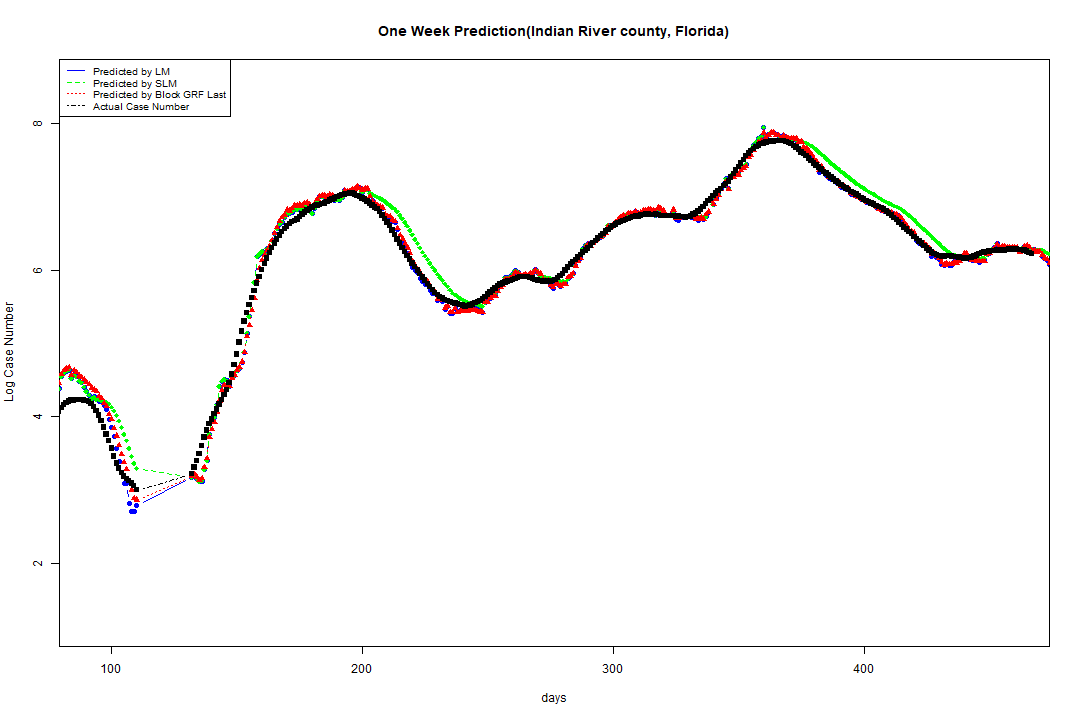 One Week Prediction(Indian River county, Florida)
Predicted by LM
Predicted by SLM
Predicted by Block GRF Last
Actual Case Number
8
6
4
2
Log Case Number
100 200 300 400
days